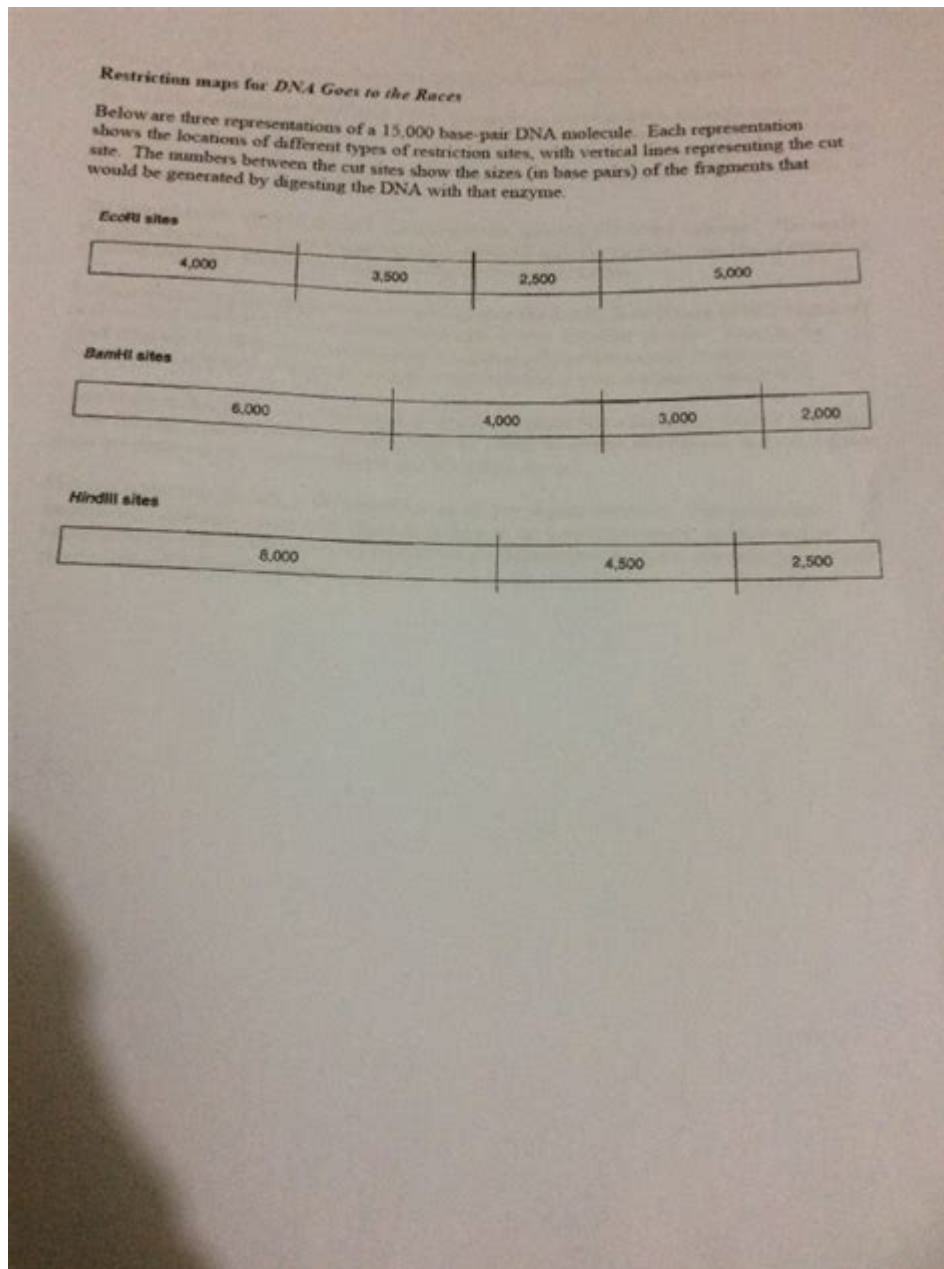 Restriction maps for DNA Goes to the Races
Below are three representations of a 15,000 base-pair DNA molecule. Each representation
shows the locations of different types of restriction sites, with vertical lines representing the cut
site. The numbers between the cut sites show the sizes (in base pairs) of the fragments that
would be generated by digesting the DNA with that enzyme.
EcoRI sites
4,000 3,500 2,500 5,000
BamHI sites
6,000 4,000 3,000 2,000
HindIII sites
8,000 4,500 2,500